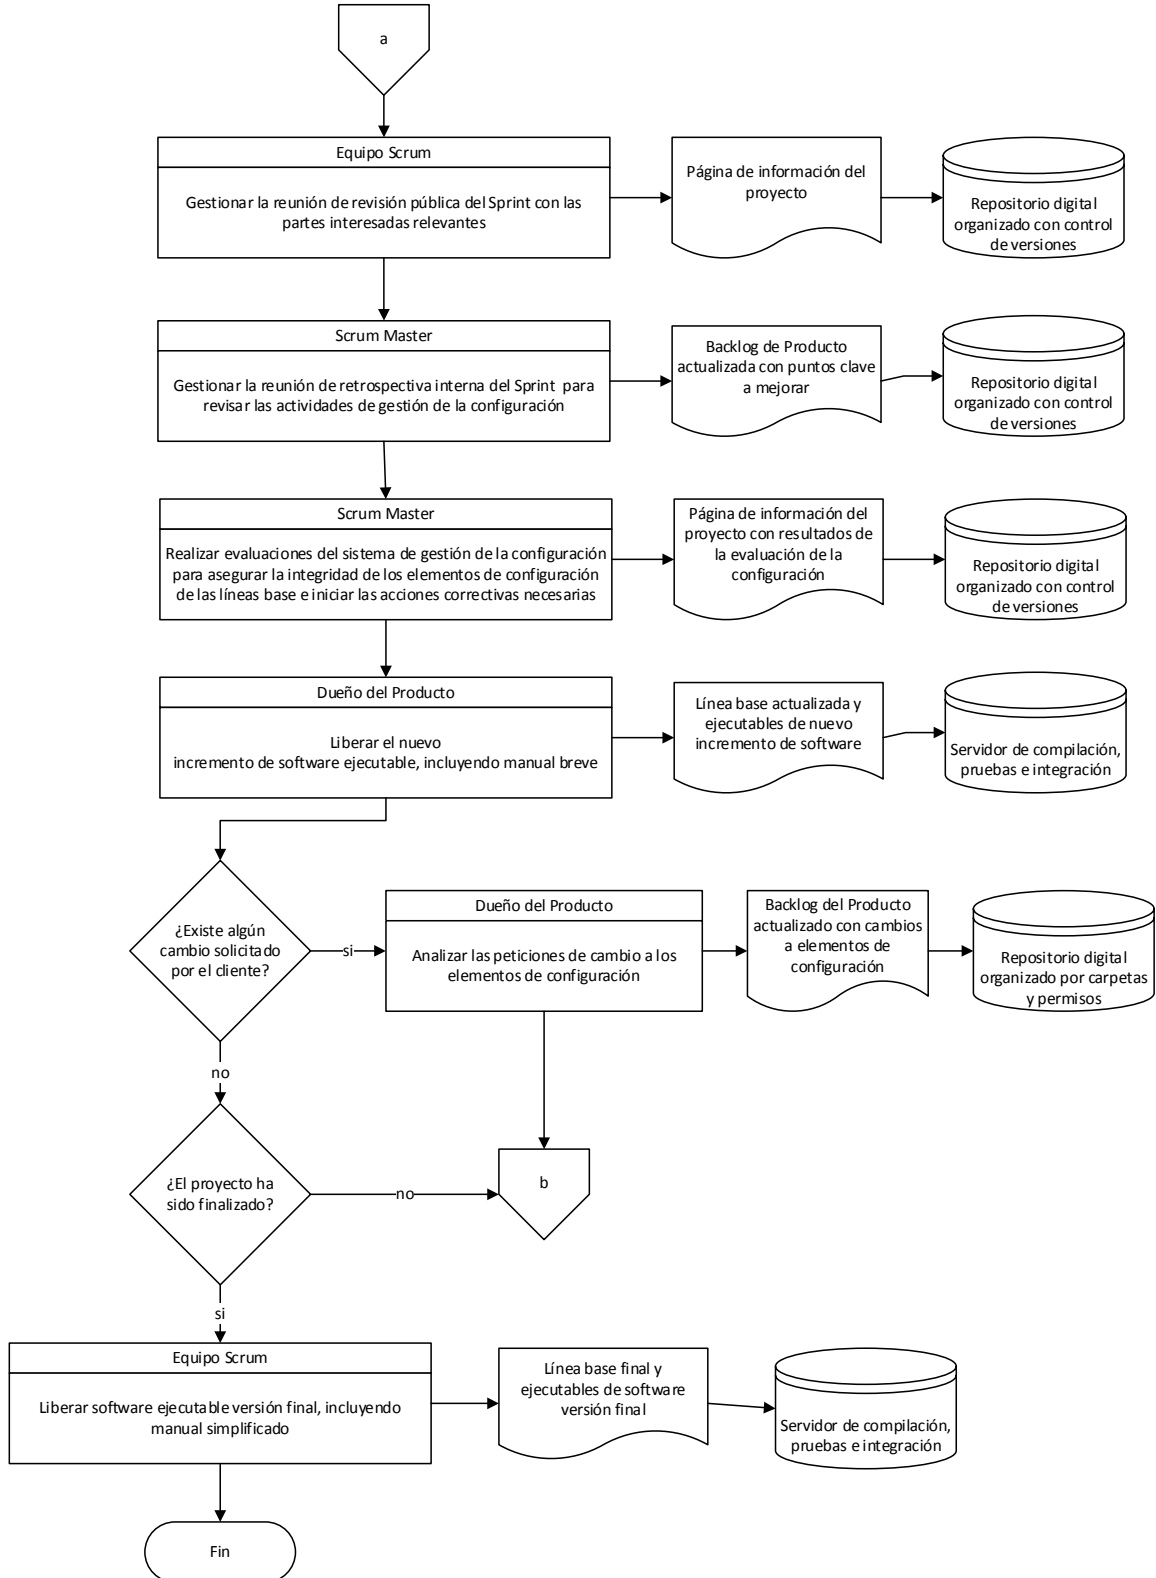 a
Equipo Scrum
Gestionar la reunión de revisión pública del Sprint con las
partes interesadas relevantes
Página de información del
proyecto
Repositorio digital
organizado con control
de versiones
Scrum Master
Gestionar la reunión de retrospectiva interna del Sprint para
revisar las actividades de gestión de la configuración
Backlog de Producto
actualizada con puntos clave
a mejorar
Repositorio digital
organizado con control
de versiones
Scrum Master
Realizar evaluaciones del sistema de gestión de la configuración
para asegurar la integridad de los elementos de configuración
de las líneas base e iniciar las acciones correctivas necesarias
Página de información del
proyecto con resultados de
la evaluación de la
configuración
Repositorio digital
organizado con control
de versiones
Dueño del Producto
Liberar el nuevo
incremento de software ejecutable, incluyendo manual breve
Línea base actualizada y
ejecutables de nuevo
incremento de software
Servidor de compilación,
pruebas e integración
¿Existe algún
cambio solicitado
por el cliente?
si
Dueño del Producto
Analizar las peticiones de cambio a los
elementos de configuración
Backlog del Producto
actualizado con cambios
a elementos de
configuración
Repositorio digital
organizado por carpetas
y permisos
no
¿El proyecto ha
sido finalizado?
no
b
si
Equipo Scrum
Liberar software ejecutable versión final, incluyendo
manual simplificado
Línea base final y
ejecutables de software
versión final
Servidor de compilación,
pruebas e integración
Fin